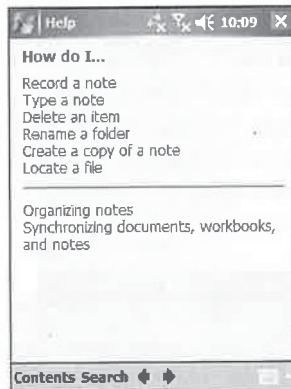 Help 10:09
How do I...
Record a note
Type a note
Delete an item
Rename a folder
Create a copy of a note
Locate a file
Organizing notes
Synchronizing documents, workbooks,
and notes
Contents Search